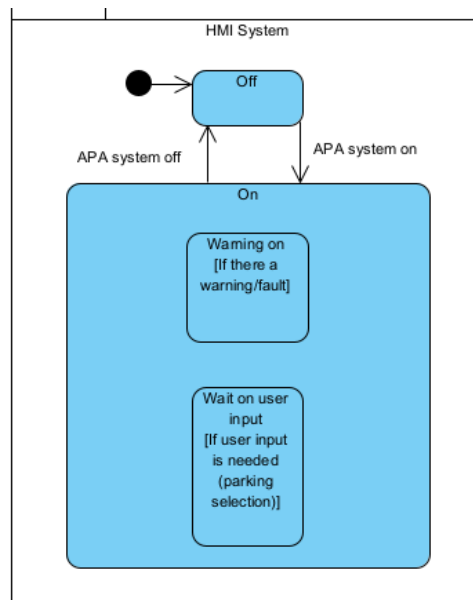 HMI System
Off
APA system off
APA system on
On
Warning on
[If there a
warning/fault]
Wait on user
input
[If user input
is needed
(parking
selection)]